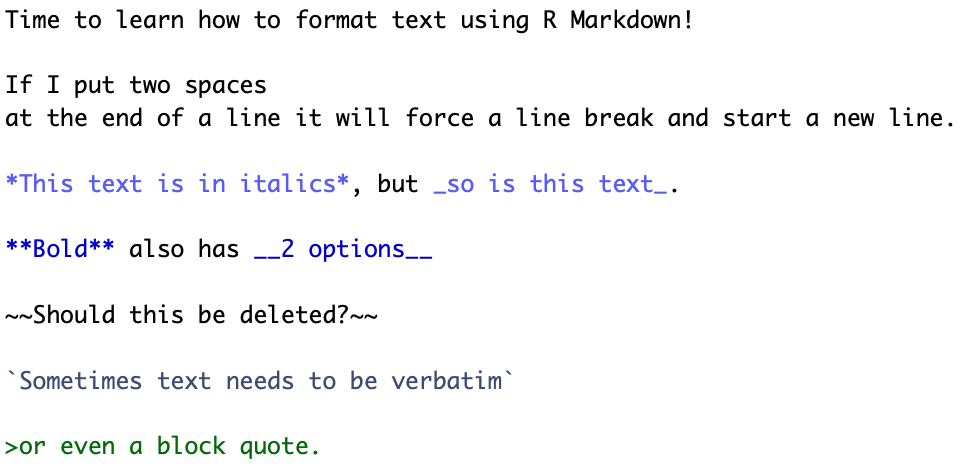 Time to learn how to format text using R Markdown!
If I put two spaces
at the end of a line it will force a line break and start a new line.
*This text is in italics*, but _so is this text_.
**Bold** also has __2 options__
~~Should this be deleted?~~
`Sometimes text needs to be verbatim`
>or even a block quote.